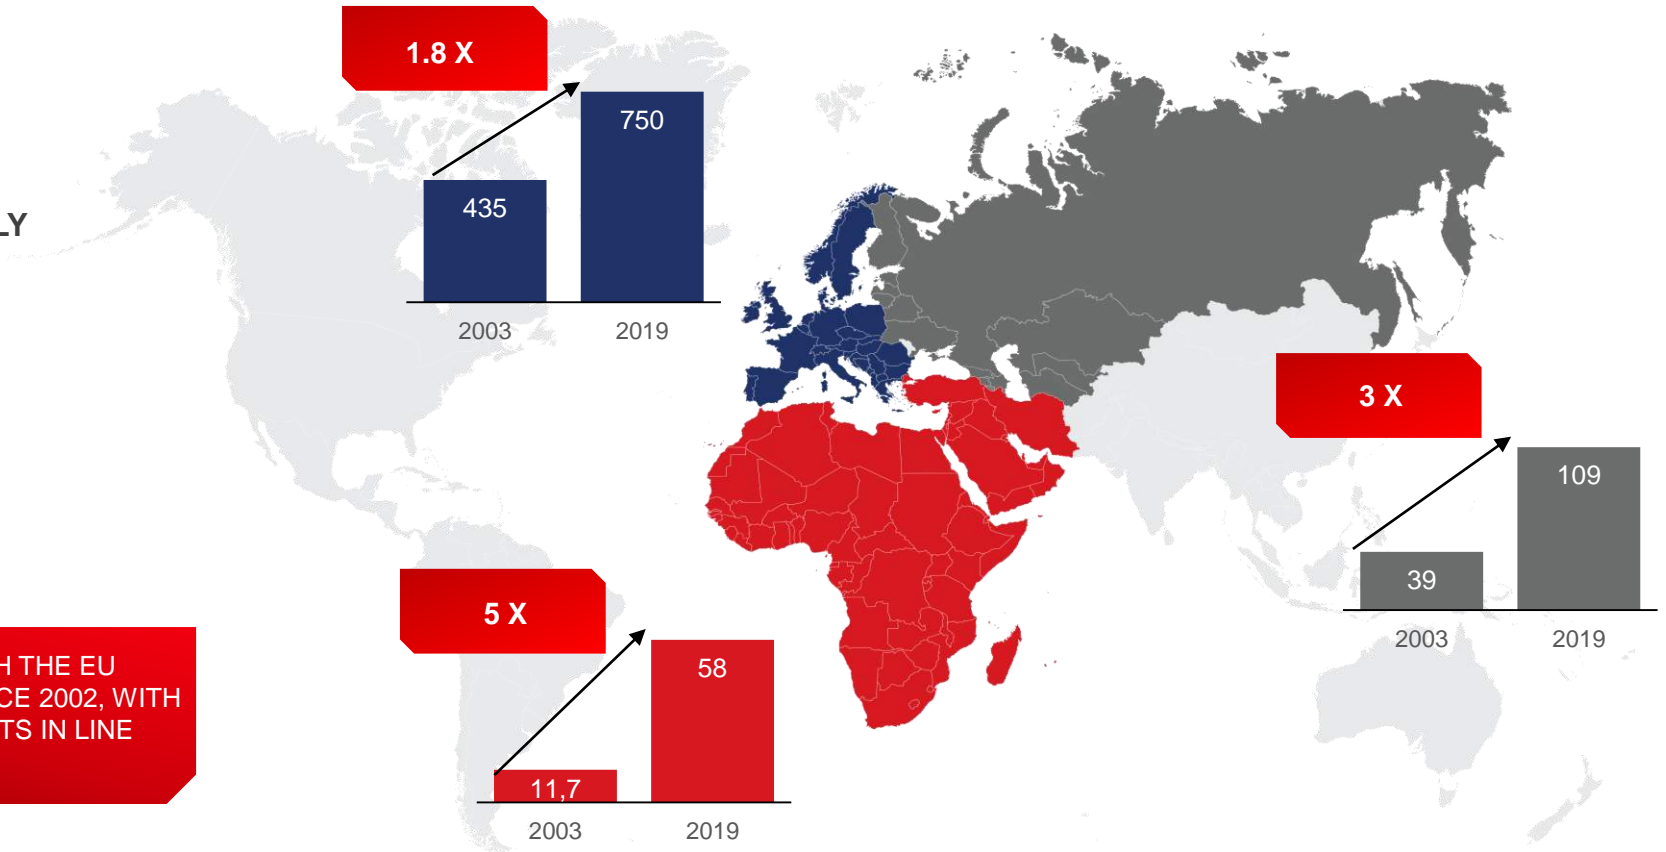 1.8 X
750
435
2003 2019
LY
3 X
109
39
2003 2019
5 X
58
11,7
2003 2019
H THE EU
CE 2002, WITH
TS IN LINE